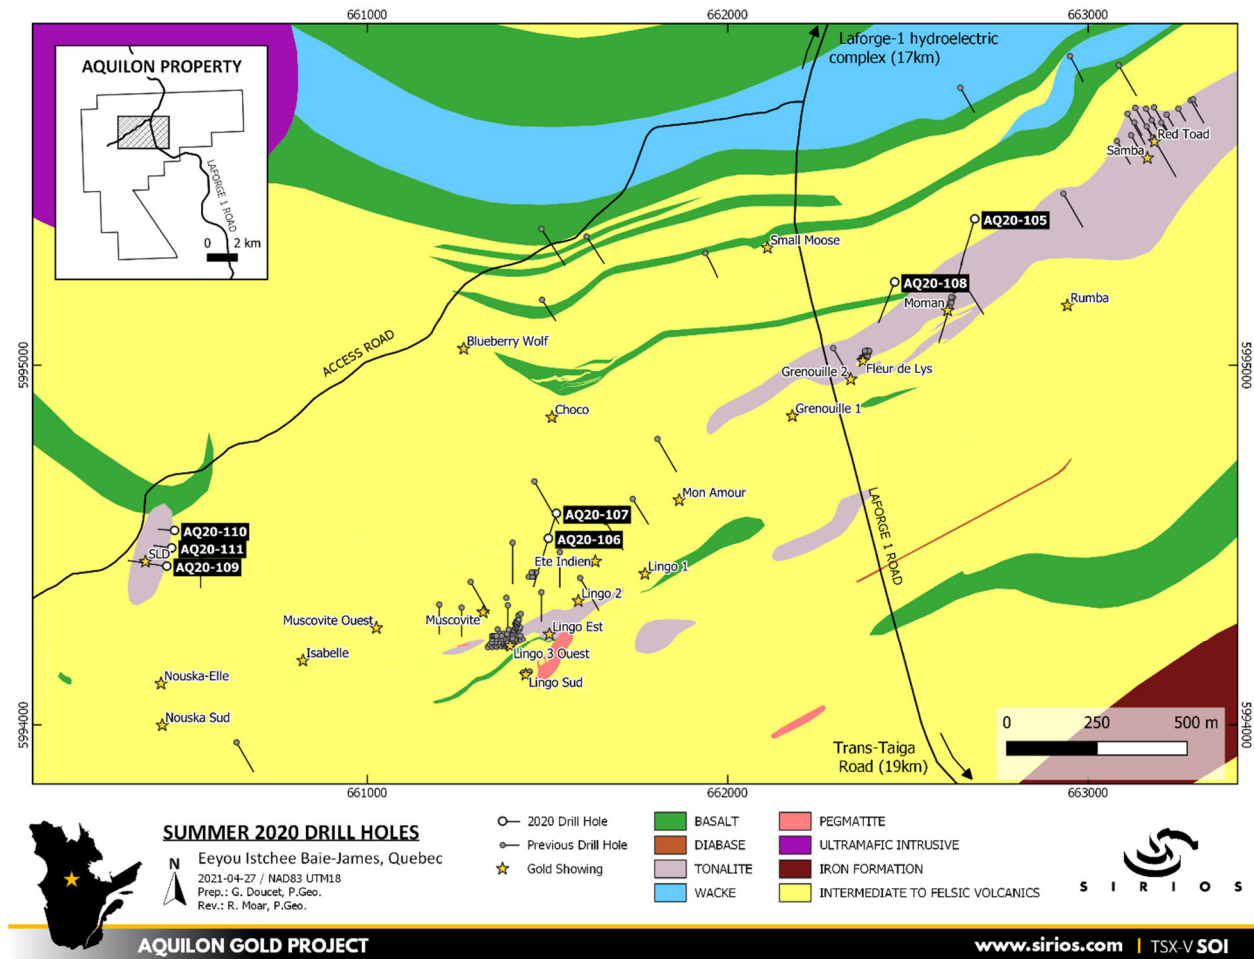 661000
662000
663000
AQUILON PROPERTY
LAFORGE 1 ROAD
0 2 km
Laforge-1 hydroelectric
complex (17km)
Red Toad
Samba
AQ20-105
Small Moose
AQ20-108
Moman
Rumba
ACCESS ROAD
Blueberry Wolf
5995000
5995000
Grenouille 2
Fleur de Lys
Choco
Grenouille 1
Mon Amour
LAFORGE 1 ROAD
AQ20-107
AQ20-110
AQ20-106
AQ20-111
SLD
Ete Indien
AQ20-109
Lingo 1
Lingo 2
Muscovite Ouest
Muscovite
Lingo Est
Isabelle
Lingo 3 Ouest
Nouska-Elle
Lingo Sud
Nouska Sud
5994000
5994000
0 250 500 m
Trans-Taiga
Road (19km)
661000
662000
663000
SUMMER 2020 DRILL HOLES
Eeyou Istchee Baie-James, Quebec
N
2021-04-27 / NAD83 UTM18
Prep.: G. Doucet, P.Geo.
Rev.: R. Moar, P.Geo.
2020 Drill Hole
Previous Drill Hole
Gold Showing
BASALT
DIABASE
TONALITE
WACKE
PEGMATITE
ULTRAMAFIC INTRUSIVE
IRON FORMATION
INTERMEDIATE TO FELSIC VOLCANICS
SIRIOS
AQUILON GOLD PROJECT
www.sirios.com | TSX-V SOI